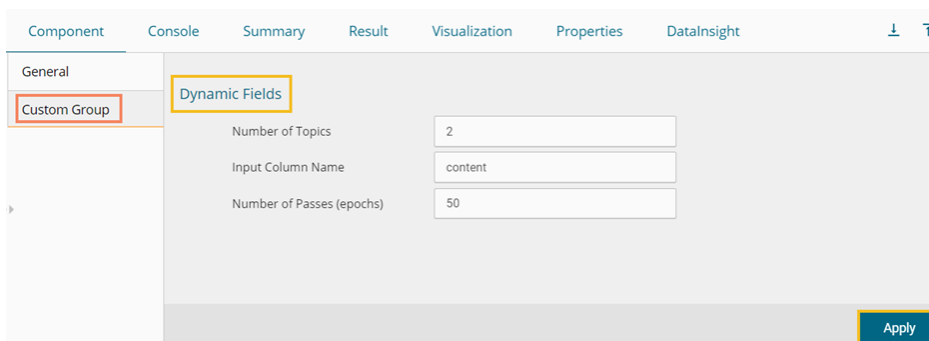 Component Console Summary Result Visualization Properties DataInsight
General
Custom Group
Dynamic Fields
Number of Topics 2
Input Column Name content
Number of Passes (epochs) 50
Apply